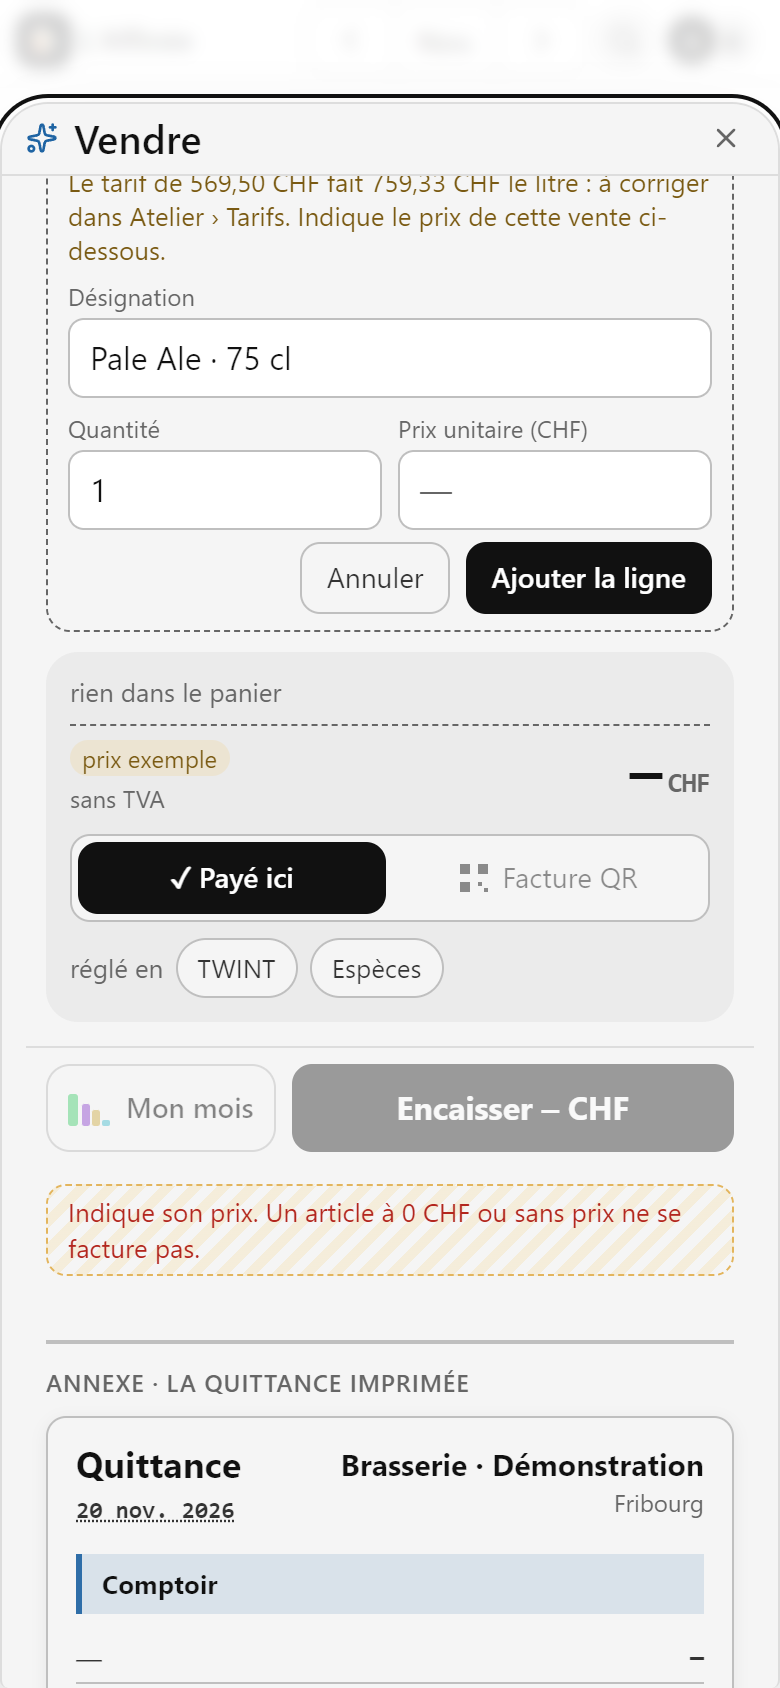 Vendre
Le tarif de 569,50 CHF fait 759,33 CHF le litre : à corriger
dans Atelier › Tarifs. Indique le prix de cette vente ci-
dessous.
Désignation
Pale Ale · 75 cl
Quantité
Prix unitaire (CHF)
1
—
Annuler
Ajouter la ligne
rien dans le panier
prix exemple
sans TVA
— CHF
✓ Payé ici
Facture QR
réglé en
TWINT
Espèces
Mon mois
Encaisser – CHF
Indique son prix. Un article à 0 CHF ou sans prix ne se
facture pas.
ANNEXE · LA QUITTANCE IMPRIMÉE
Quittance
Brasserie · Démonstration
20 nov. 2026
Fribourg
Comptoir
—
–